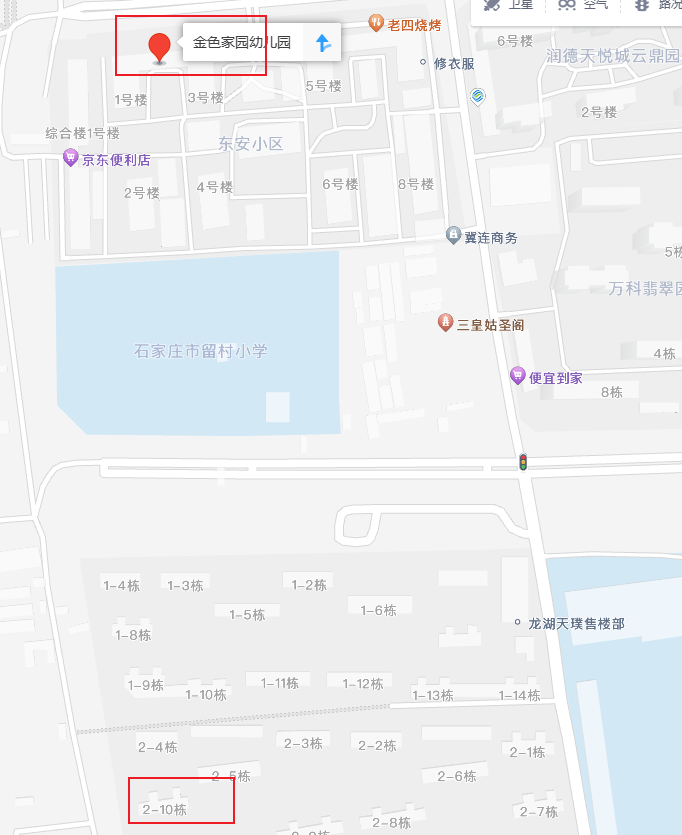 卫星
空气
路况
老四烧烤
金色家园幼儿园
6号楼
润德天悦城云鼎园
修衣服
5号楼
1号楼
3号楼
2号楼
综合楼1号楼
东安小区
京东便利店
6号楼
8号楼
2号楼
4号楼
冀连商务
万科翡翠园
三皇姑圣阁
石家庄市留村小学
4栋
便宜到家
8栋
1-4栋
1-3栋
1-2栋
1-5栋
1-6栋
龙湖天璞售楼部
1-8栋
1-9栋
1-10栋
1-11栋
1-12栋
1-13栋
1-14栋
2-4栋
2-3栋
2-2栋
2-1栋
2-5栋
2-6栋
2-10栋
2-8栋
2-7栋